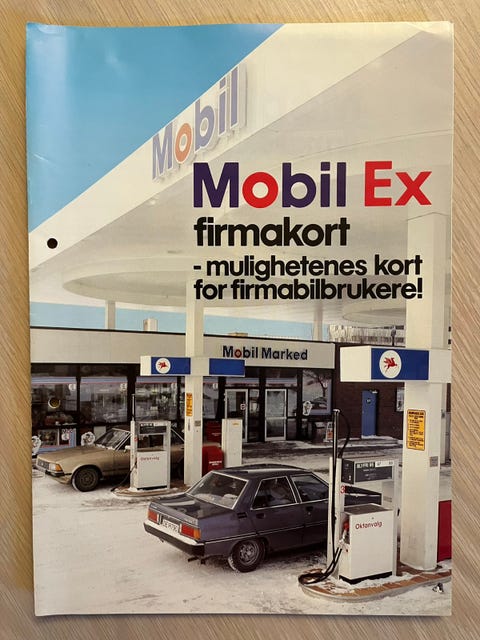 Mobil
Mobil Ex
firmakort
- mulighetenes kort
for firmabilbrukere!
Mobil Marked
Oktanvalg
Oktanvalg